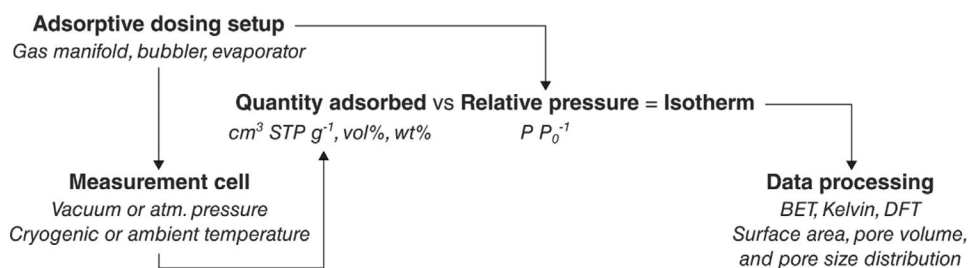 Adsorptive dosing setup
Gas manifold, bubbler, evaporator
Quantity adsorbed vs Relative pressure = Isotherm
cm³ STP g⁻¹, vol%, wt%
P P₀⁻¹
Measurement cell
Vacuum or atm. pressure
Cryogenic or ambient temperature
Data processing
BET, Kelvin, DFT
Surface area, pore volume,
and pore size distribution